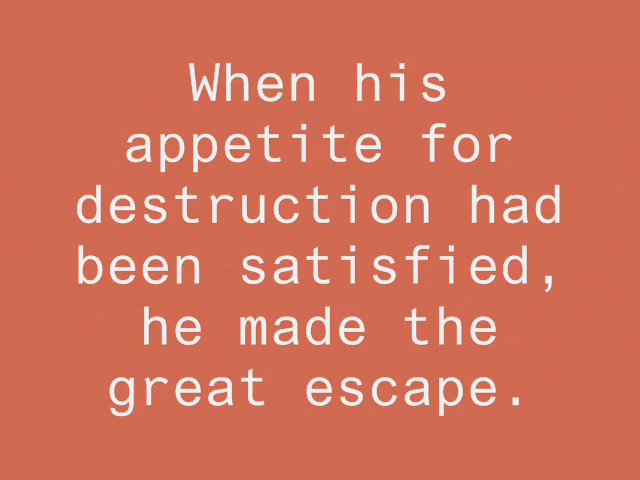 When his
appetite for
destruction had
been satisfied,
he made the
great escape.